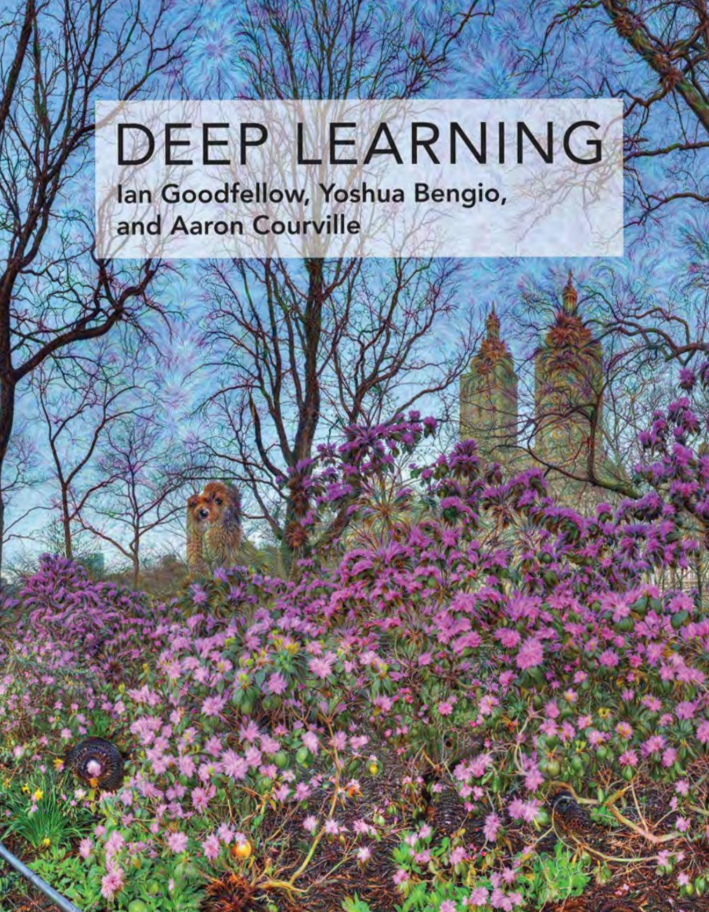 DEEP LEARNING
Ian Goodfellow, Yoshua Bengio,
and Aaron Courville